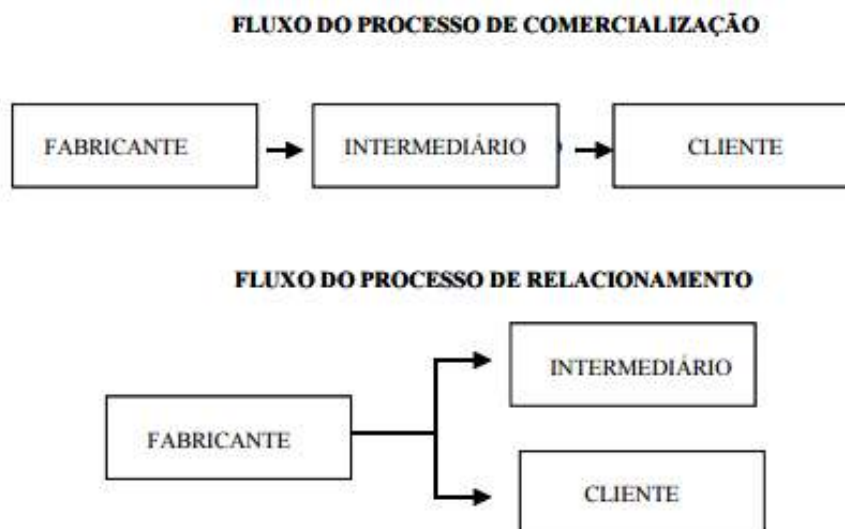 FLUXO DO PROCESSO DE COMERCIALIZAÇÃO
FABRICANTE INTERMEDIÁRIO CLIENTE
FLUXO DO PROCESSO DE RELACIONAMENTO
INTERMEDIÁRIO
FABRICANTE
CLIENTE